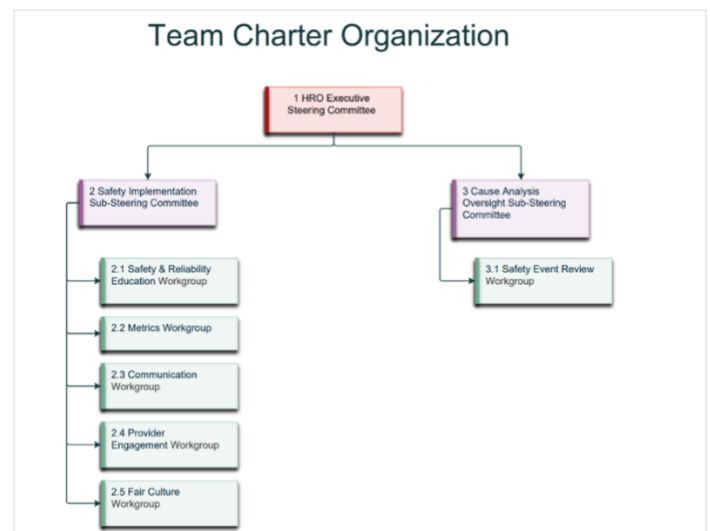 Team Charter Organization
1 HRO Executive
Steering Committee
2 Safety Implementation
Sub-Steering Committee
3 Cause Analysis
Oversight Sub-Steering
Committee
2.1 Safety & Reliability
Education Workgroup
3.1 Safety Event Review
Workgroup
2.2 Metrics Workgroup
2.3 Communication
Workgroup
2.4 Provider
Engagement Workgroup
2.5 Fair Culture
Workgroup